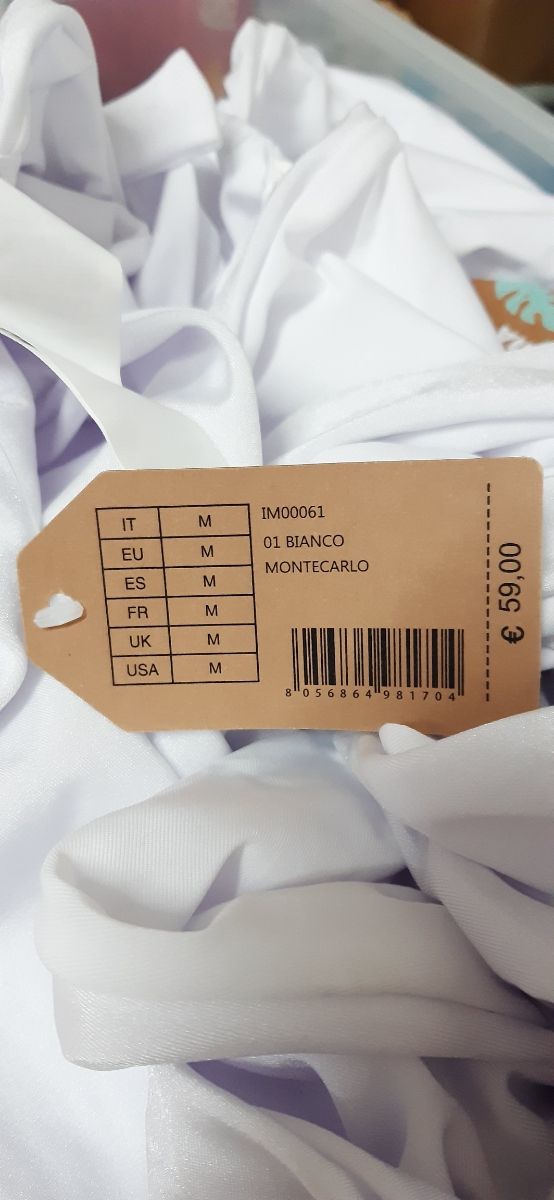 IT M
EU M
ES M
FR M
UK M
USA M
IM00061
01 BIANCO
MONTECARLO
8 056864 981704
€ 59,00